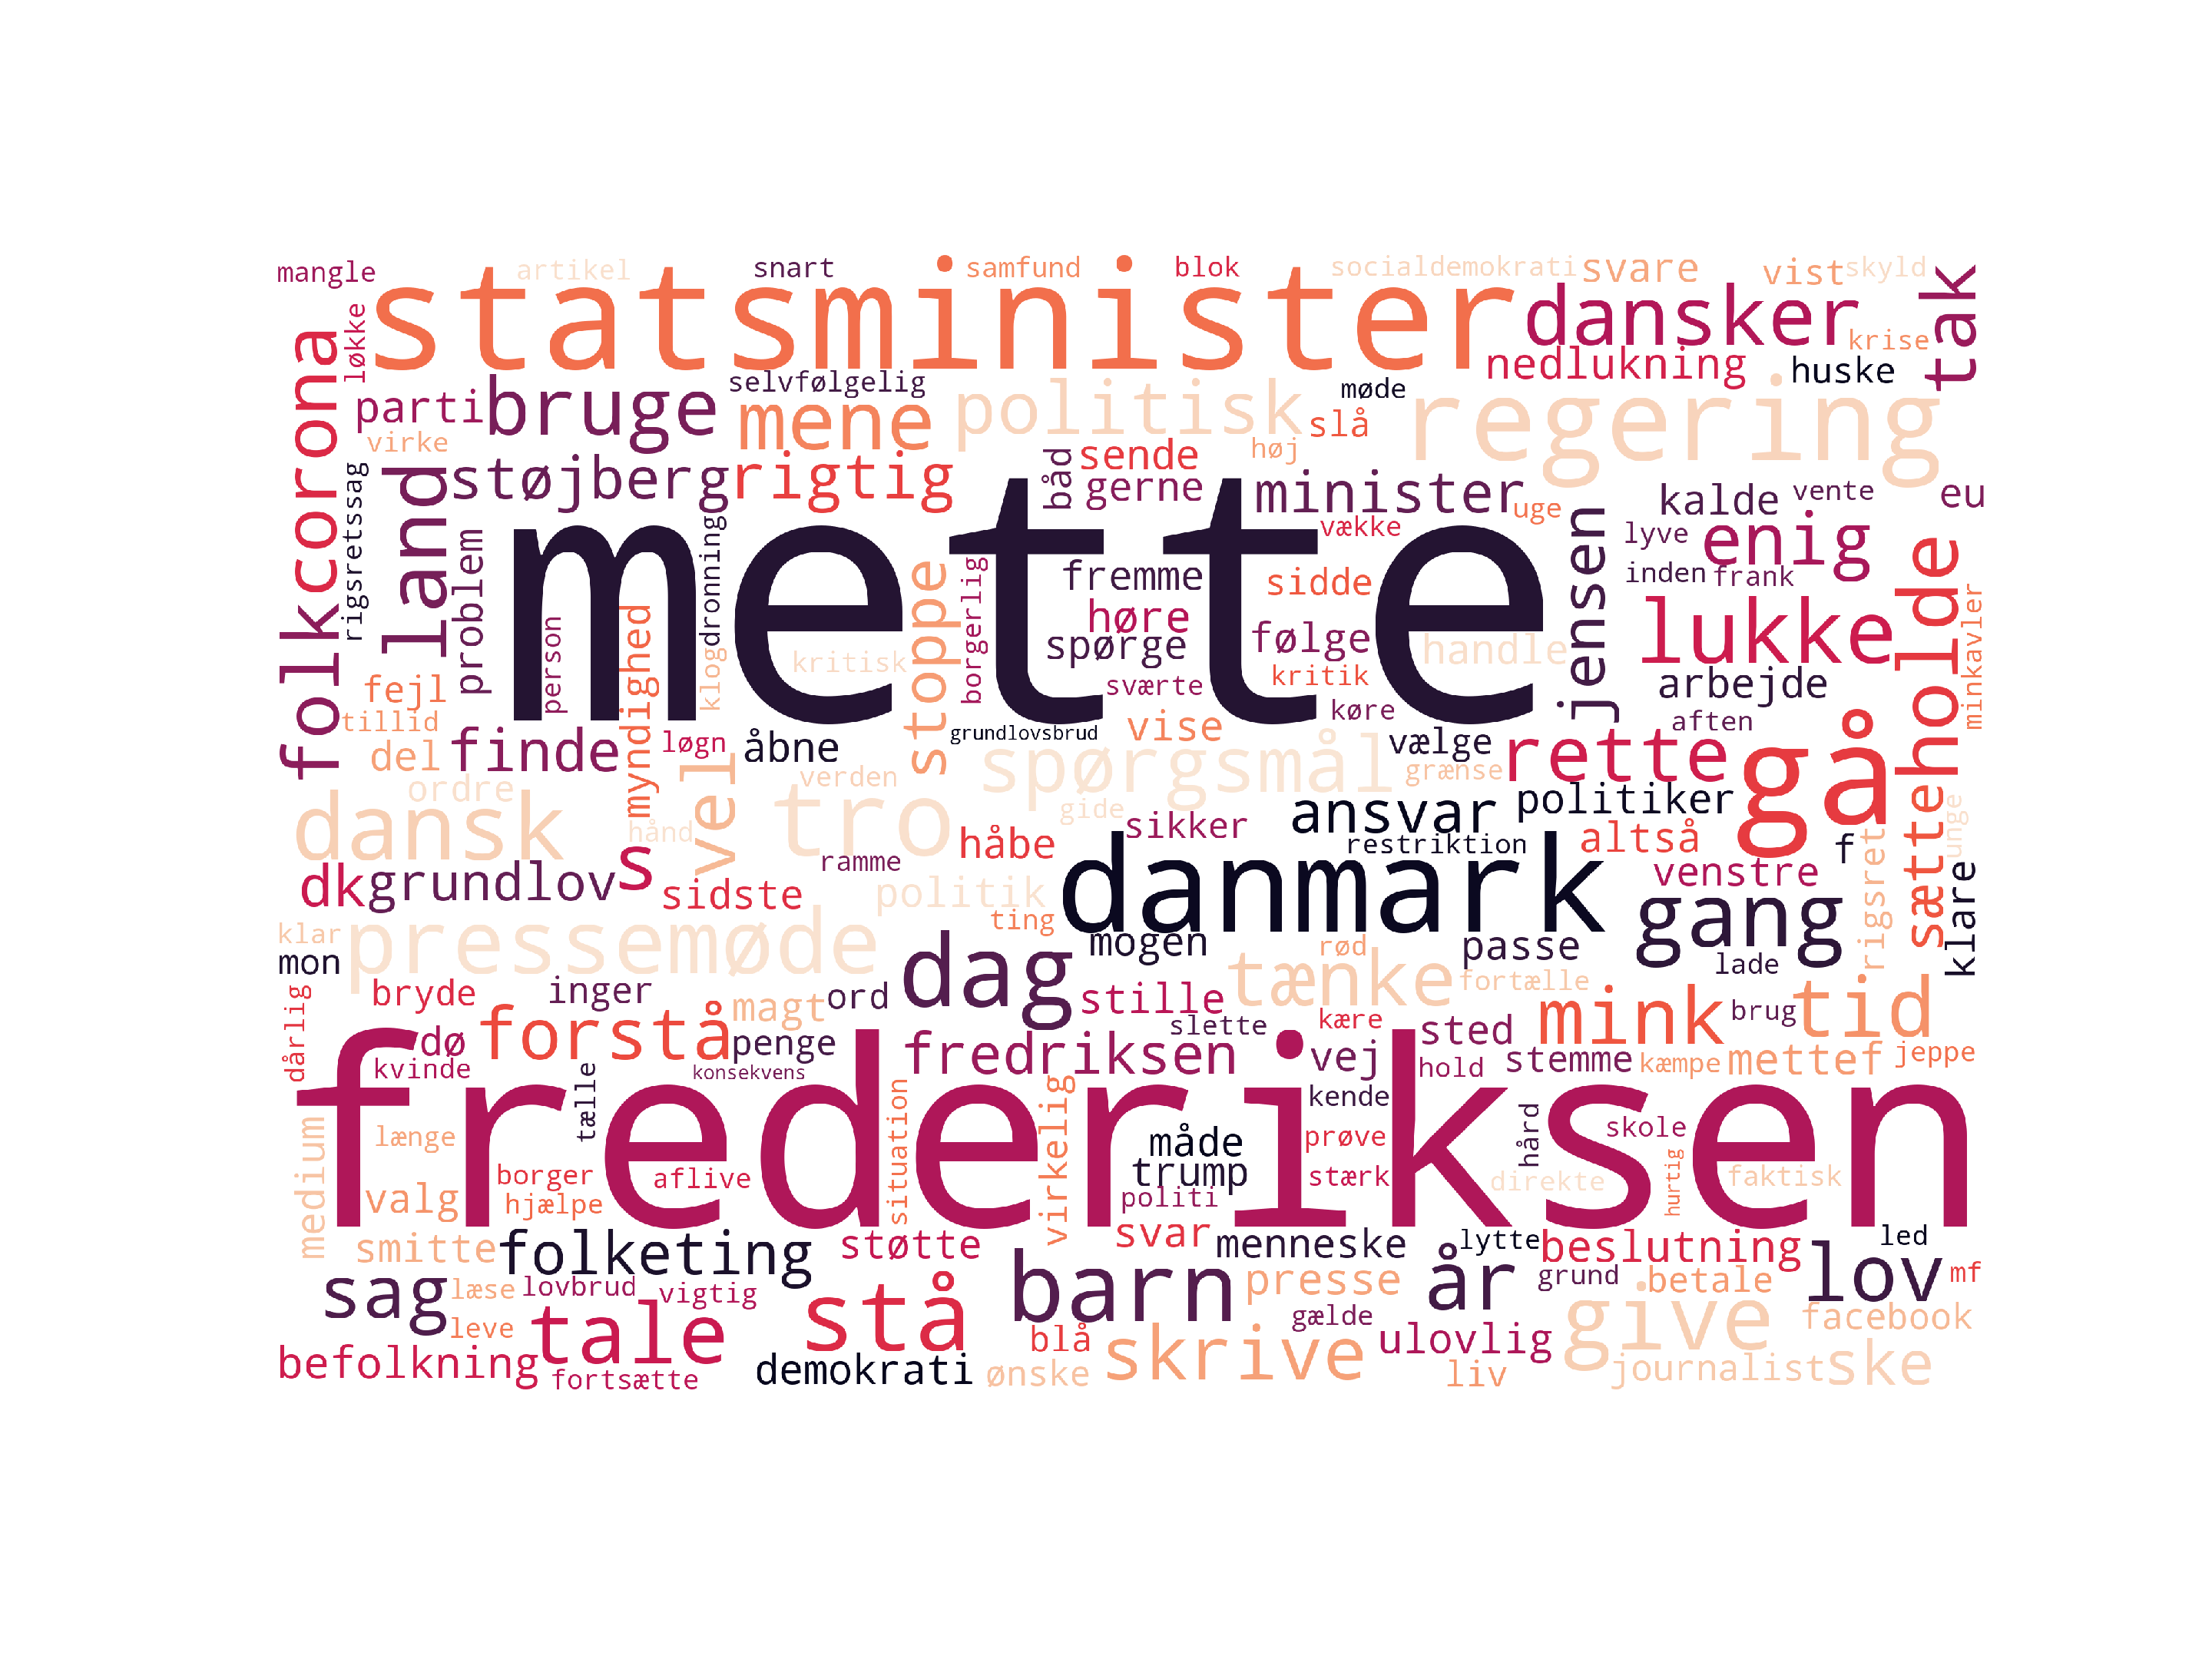 mangle artikel snart samfund blok socialdemokrati svare vist skyld
statsminister dansker tak
løkke krise
folkcorona nedlukning huske
parti bruge selvfølgelig mene politisk møde slå regering
virke høj
rigsretssag land støjberg rigtig båd sende gerne minister uge kalde vente eu
mette
problem klogdronning borgerlig vække jensen lyve enig
fremme sidde inden frank holde minkavler
person myndighed stoppe høre følge lukke
kritisk spørge handle
fejl sværte kritik arbejde
tillid vise køre aften
del finde løgn vel åbne grundlovsbrud vælge rette gå
ordre verden spørgsmål grænse
dansk hånd tro gide ansvar politiker sætte unge
sikker
håbe restriktion altså f
dk grundlov s ramme danmark venstre rigsret klare
sidste politik gang
klar pressemøde ting
mon dag mogen rød passe lade
dårlig bryde inger magt ord stille tænke fortælle mink brug tid
slette kære sted
dø forstå penge fredriksen vej stemme kæmpe mettef jeppe
kvinde konsekvens hold
frederiksen
tælle situation virkelig kende
medium længe måde prøve hård skole
borger aflive trump stærk direkte hurtig faktisk
valg hjælpe politi
smitte folketing støtte svar menneske lytte beslutning led
sag læse lovbrud vigtig barn presse år grund betale lov mf
leve tale stå gælde give facebook
blå ulovlig
befolkning demokrati skrive journalist ske
fortsætte ønske liv